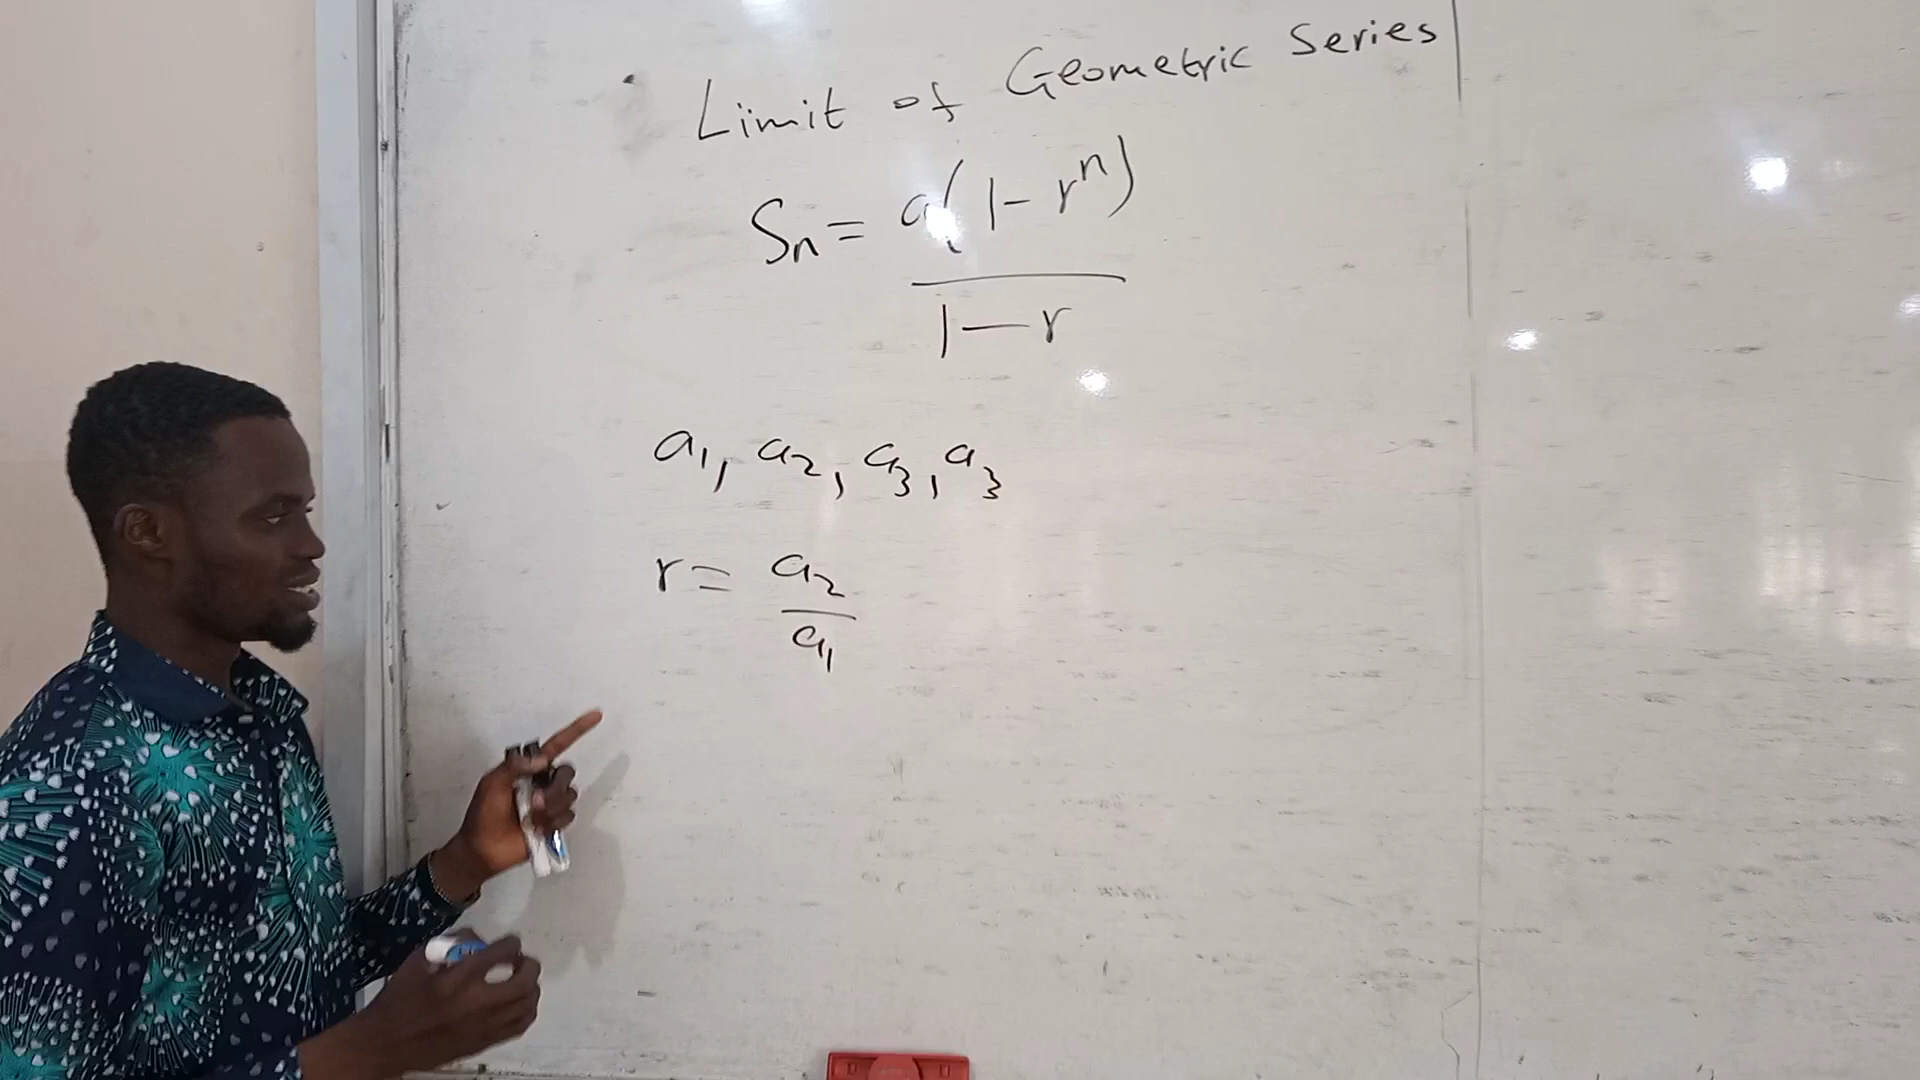 Limit of Geometric Series
Sn = a(1-r^n)
1-r
a1, a2, a3, a3
r= a2
a1